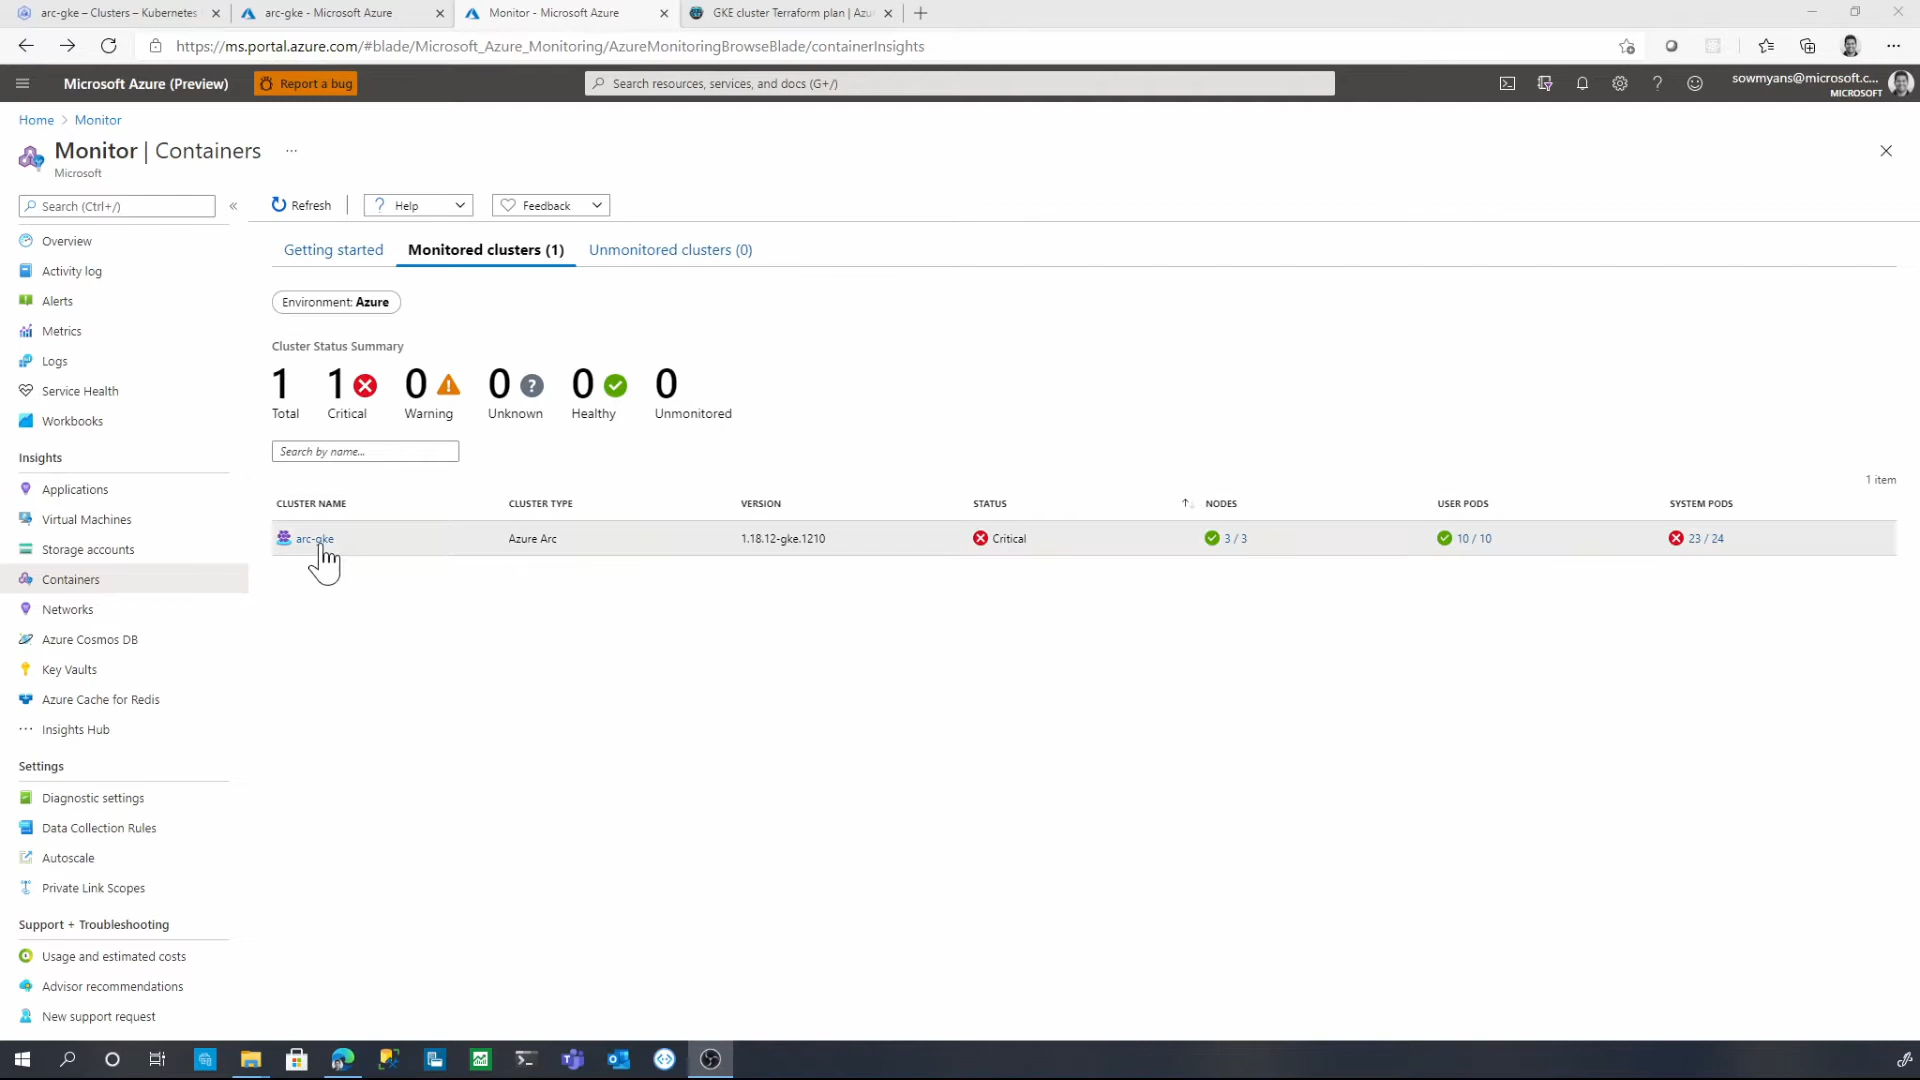 arc-gke – Clusters – Kubernetes
arc-gke - Microsoft Azure
Monitor - Microsoft Azure
GKE cluster Terraform plan | Azu
https://ms.portal.azure.com/#blade/Microsoft_Azure_Monitoring/AzureMonitoringBrowseBlade/containerInsights
Microsoft Azure (Preview)
Report a bug
Search resources, services, and docs (G+/)
sowmyans@microsoft.c...
MICROSOFT
Home > Monitor
Monitor | Containers ...
Microsoft
Search (Ctrl+/)
«
Refresh
? Help
Feedback
Overview
Activity log
Alerts
Metrics
Logs
Service Health
Workbooks
Insights
Applications
Virtual Machines
Storage accounts
Containers
Networks
Azure Cosmos DB
Key Vaults
Azure Cache for Redis
Insights Hub
Settings
Diagnostic settings
Data Collection Rules
Autoscale
Private Link Scopes
Support + Troubleshooting
Usage and estimated costs
Advisor recommendations
New support request
Getting started
Monitored clusters (1)
Unmonitored clusters (0)
Environment: Azure
Cluster Status Summary
1 1 0 0 ? 0 0
Total Critical Warning Unknown Healthy Unmonitored
Search by name...
1 item
CLUSTER NAME CLUSTER TYPE VERSION STATUS NODES USER PODS SYSTEM PODS
arc-gke Azure Arc 1.18.12-gke.1210 Critical 3 / 3 10 / 10 23 / 24